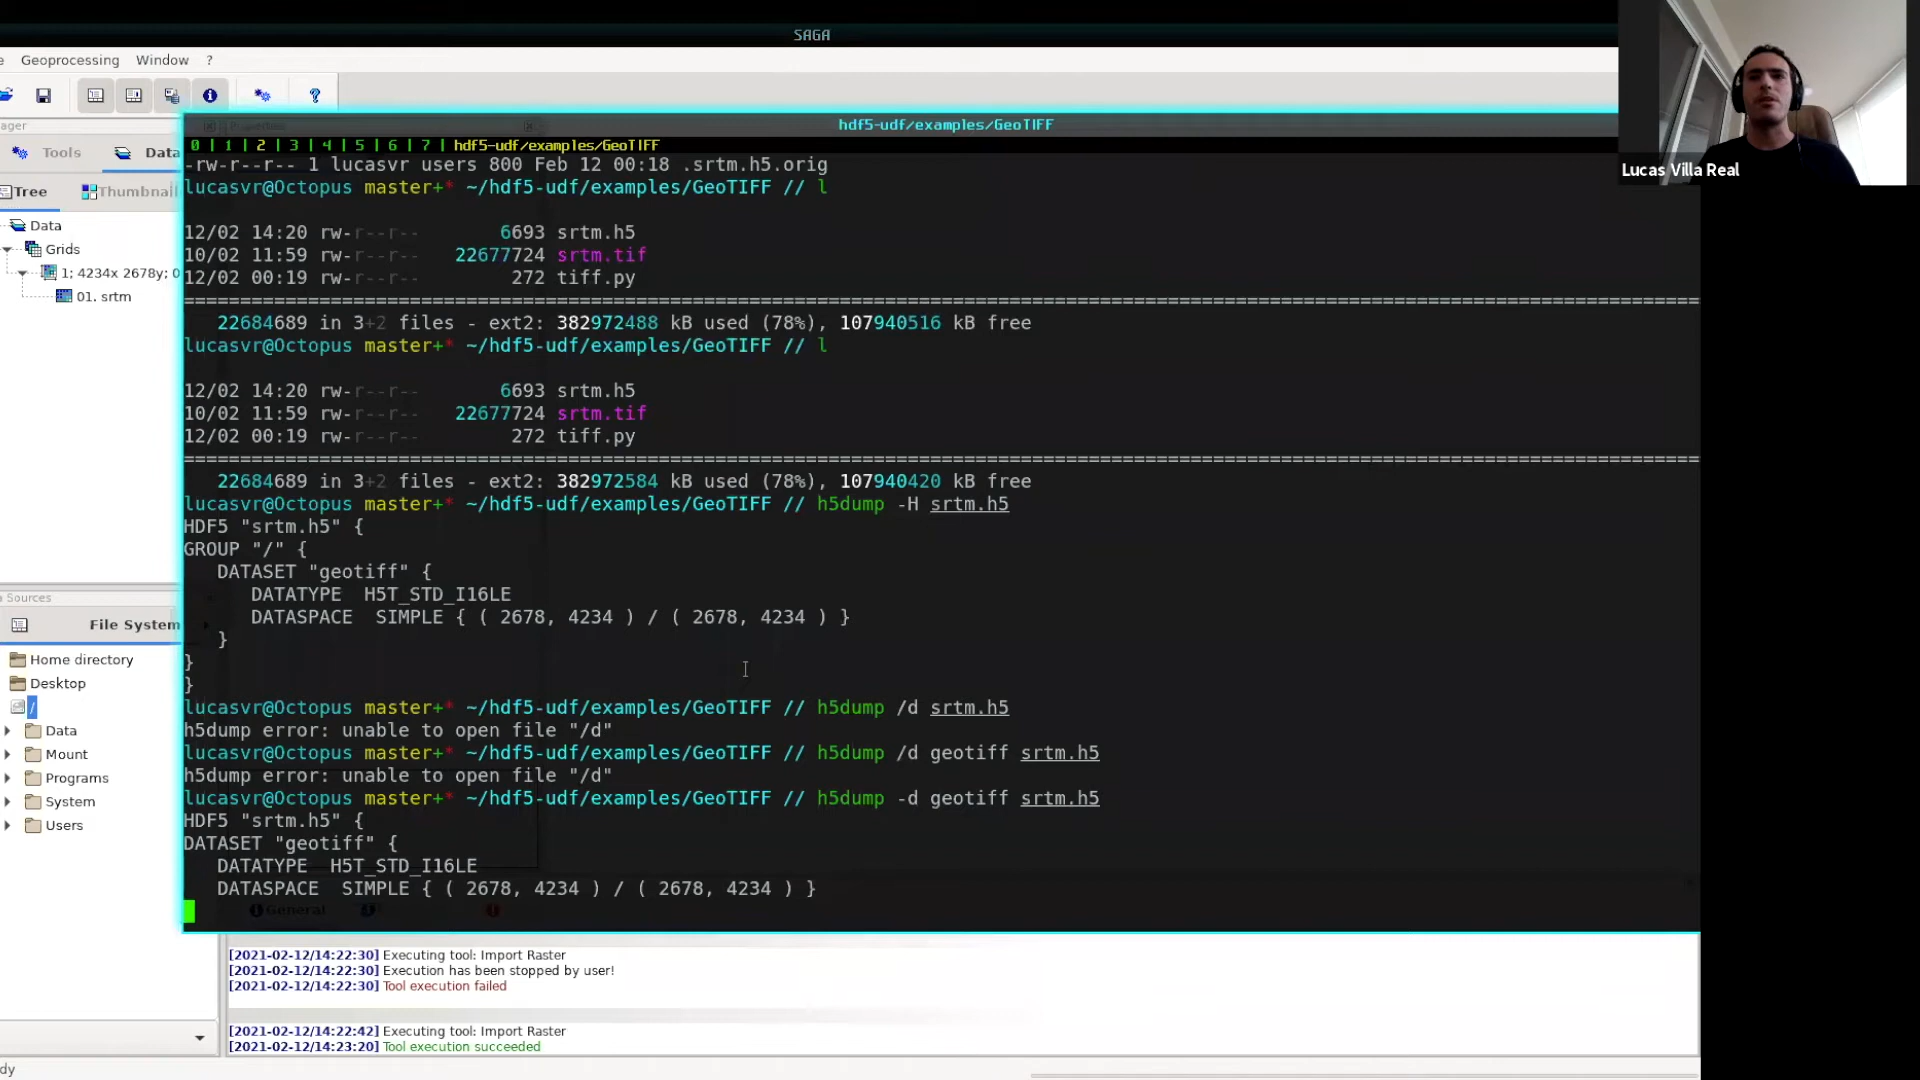 SAGA
Geoprocessing Window ?
Lucas Villa Real
ager
Tools Data
Tree Thumbnail
Data
Grids
1; 4234x 2678y; 0
01. srtm
Sources
File System
Home directory
Desktop
/
Data
Mount
Programs
System
Users
Properties
hdf5-udf/examples/GeoTIFF
0 | 1 | 2 | 3 | 4 | 5 | 6 | 7 | hdf5-udf/examples/GeoTIFF
-rw-r--r-- 1 lucasvr users 800 Feb 12 00:18 .srtm.h5.orig
lucasvr@Octopus master+* ~/hdf5-udf/examples/GeoTIFF // l
12/02 14:20 rw-r--r-- 6693 srtm.h5
10/02 11:59 rw-r--r-- 22677724 srtm.tif
12/02 00:19 rw-r--r-- 272 tiff.py
22684689 in 3+2 files - ext2: 382972488 kB used (78%), 107940516 kB free
lucasvr@Octopus master+* ~/hdf5-udf/examples/GeoTIFF // l
12/02 14:20 rw-r--r-- 6693 srtm.h5
10/02 11:59 rw-r--r-- 22677724 srtm.tif
12/02 00:19 rw-r--r-- 272 tiff.py
22684689 in 3+2 files - ext2: 382972584 kB used (78%), 107940420 kB free
lucasvr@Octopus master+* ~/hdf5-udf/examples/GeoTIFF // h5dump -H srtm.h5
HDF5 "srtm.h5" {
GROUP "/" {
DATASET "geotiff" {
DATATYPE H5T_STD_I16LE
DATASPACE SIMPLE { ( 2678, 4234 ) / ( 2678, 4234 ) }
}
}
}
lucasvr@Octopus master+* ~/hdf5-udf/examples/GeoTIFF // h5dump /d srtm.h5
h5dump error: unable to open file "/d"
lucasvr@Octopus master+* ~/hdf5-udf/examples/GeoTIFF // h5dump /d geotiff srtm.h5
h5dump error: unable to open file "/d"
lucasvr@Octopus master+* ~/hdf5-udf/examples/GeoTIFF // h5dump -d geotiff srtm.h5
HDF5 "srtm.h5" {
DATASET "geotiff" {
DATATYPE H5T_STD_I16LE
DATASPACE SIMPLE { ( 2678, 4234 ) / ( 2678, 4234 ) }
General
[2021-02-12/14:22:30] Executing tool: Import Raster
[2021-02-12/14:22:30] Execution has been stopped by user!
[2021-02-12/14:22:30] Tool execution failed
[2021-02-12/14:22:42] Executing tool: Import Raster
[2021-02-12/14:23:20] Tool execution succeeded
dy